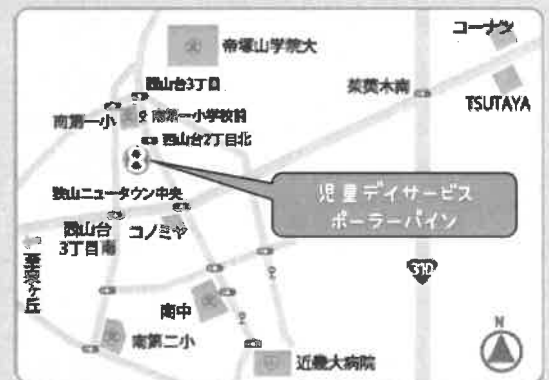 帝塚山学院大
コーナン
西山台3丁目
茱萸木南
TSUTAYA
南第一小
南第一小学校前
西山台2丁目北
狭山ニュータウン中央
児童デイサービス
ポーラーパイン
西山台
3丁目南
コノミヤ
310
南中
南第二小
近畿大病院
N